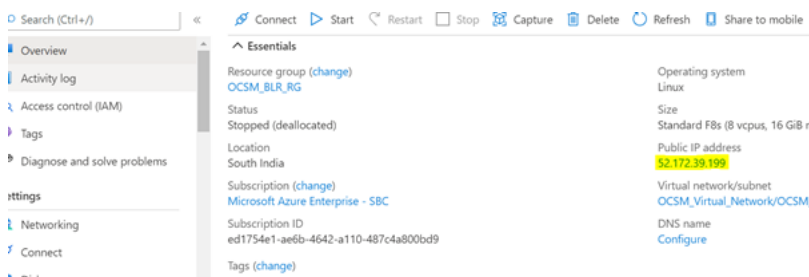 Search (Ctrl+/)
«
Connect Start Restart Stop Capture Delete Refresh Share to mobile
Overview
Activity log
Access control (IAM)
Tags
Diagnose and solve problems
ettings
Networking
Connect
Essentials
Resource group (change)
OCSM_BLR_RG
Status
Stopped (deallocated)
Location
South India
Subscription (change)
Microsoft Azure Enterprise - SBC
Subscription ID
ed1754e1-ae6b-4642-a110-487c4a800bd9
Tags (change)
Operating system
Linux
Size
Standard F8s (8 vcpus, 16 GiB
Public IP address
52.172.39.199
Virtual network/subnet
OCSM_Virtual_Network/OCSM_
DNS name
Configure